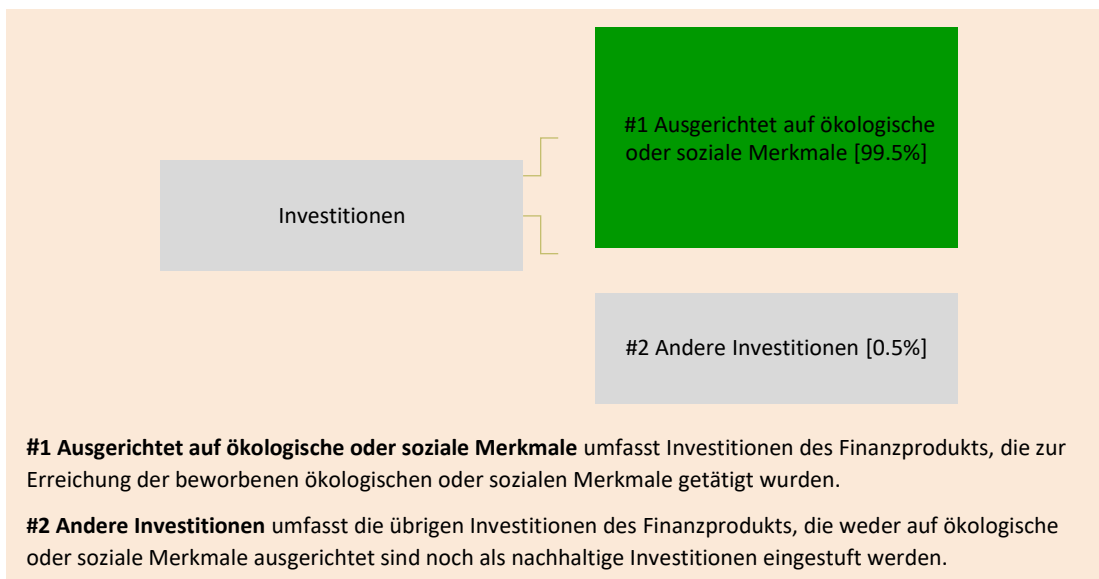 #1 Ausgerichtet auf ökologische
oder soziale Merkmale [99.5%]
Investitionen
#2 Andere Investitionen [0.5%]
#1 Ausgerichtet auf ökologische oder soziale Merkmale umfasst Investitionen des Finanzprodukts, die zur
Erreichung der beworbenen ökologischen oder sozialen Merkmale getätigt wurden.
#2 Andere Investitionen umfasst die übrigen Investitionen des Finanzprodukts, die weder auf ökologische
oder soziale Merkmale ausgerichtet sind noch als nachhaltige Investitionen eingestuft werden.